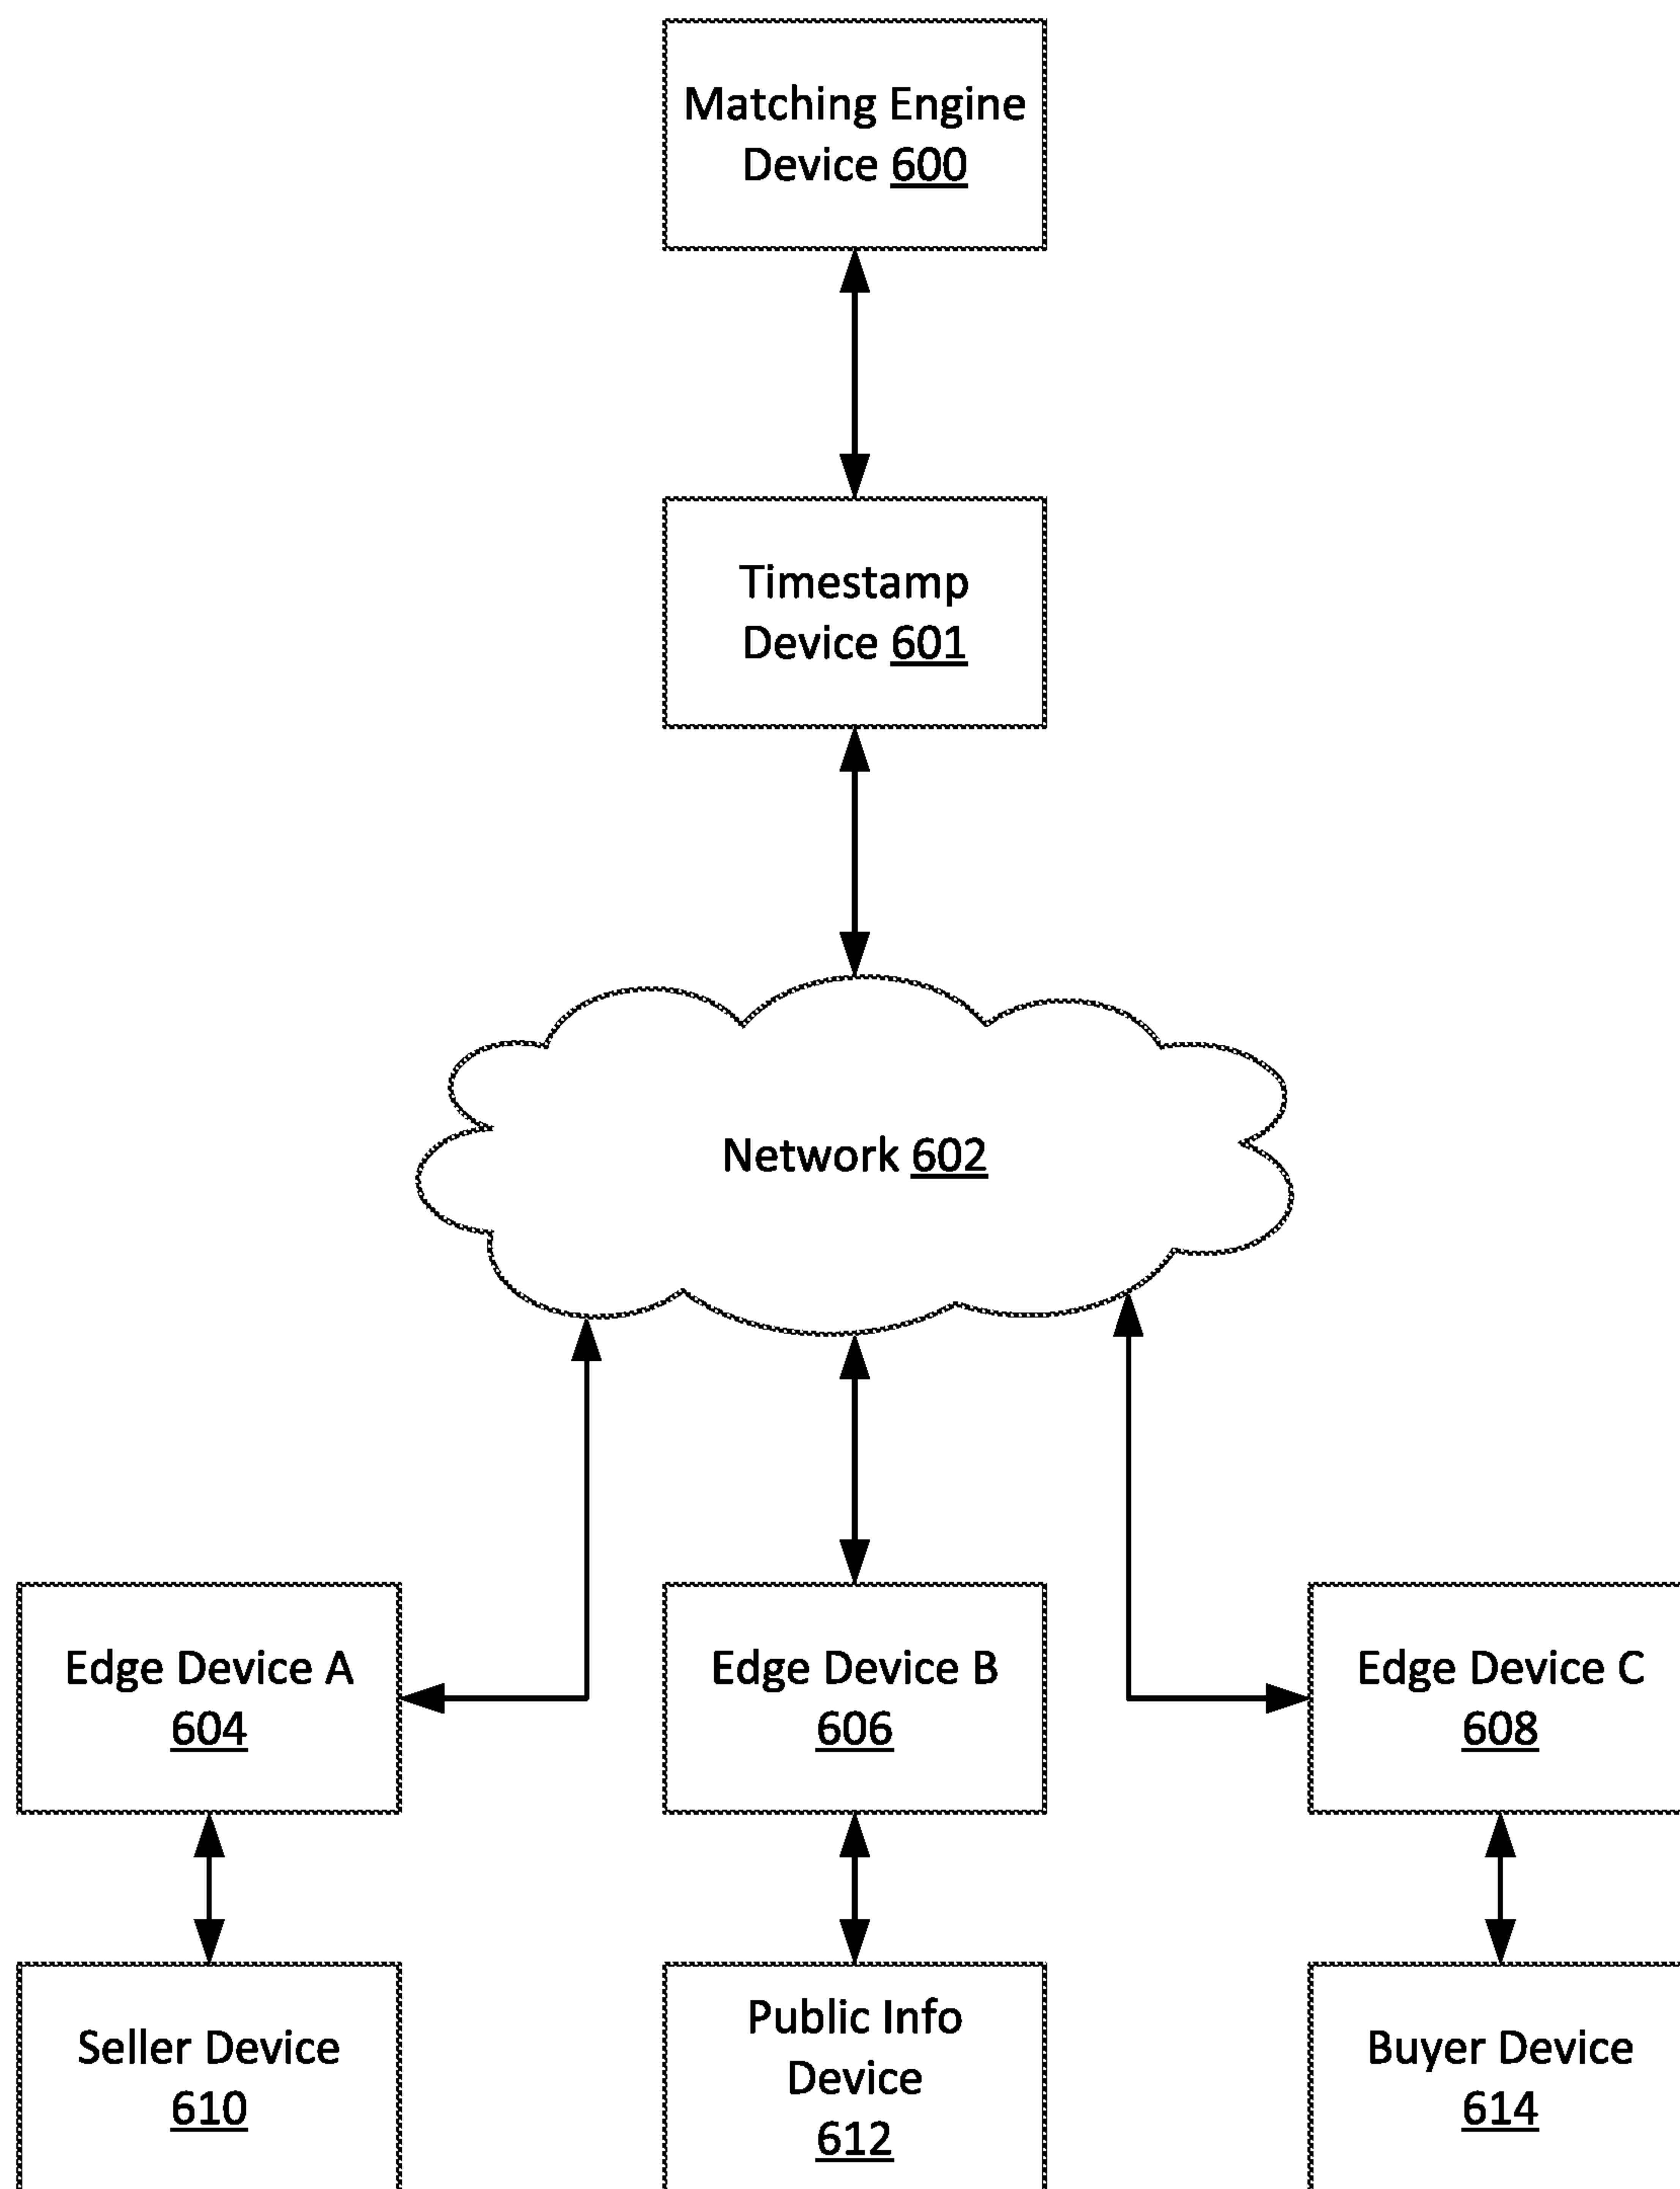 Matching Engine
Device 600
Timestamp
Device 601
Network 602
Edge Device A
604
Edge Device B
606
Edge Device C
608
Seller Device
610
Public Info
Device
612
Buyer Device
614